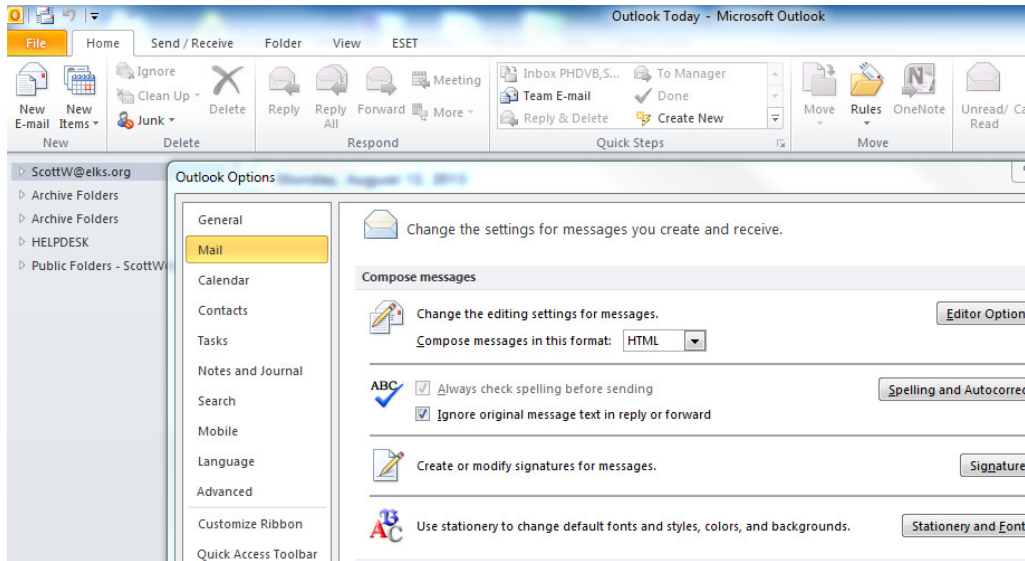 Outlook Today - Microsoft Outlook
File Home Send / Receive Folder View ESET
Ignore
Clean Up
Junk
Delete
Reply
Reply All
Forward
Meeting
More
Inbox PHDVB,S...
Team E-mail
Reply & Delete
To Manager
Done
Create New
Move
Rules
OneNote
Unread/
Read
New E-mail
New Items
New Delete Respond Quick Steps Move
ScottW@elks.org
Archive Folders
Archive Folders
HELPDESK
Public Folders - ScottW
Outlook Options
Monday, August 12, 2013
General
Mail
Calendar
Contacts
Tasks
Notes and Journal
Search
Mobile
Language
Advanced
Customize Ribbon
Quick Access Toolbar
Change the settings for messages you create and receive.
Compose messages
Change the editing settings for messages.
Editor Option
Compose messages in this format: HTML
ABC
Always check spelling before sending
Spelling and Autocorrec
Ignore original message text in reply or forward
Create or modify signatures for messages.
Signature
Use stationery to change default fonts and styles, colors, and backgrounds.
Stationery and Font